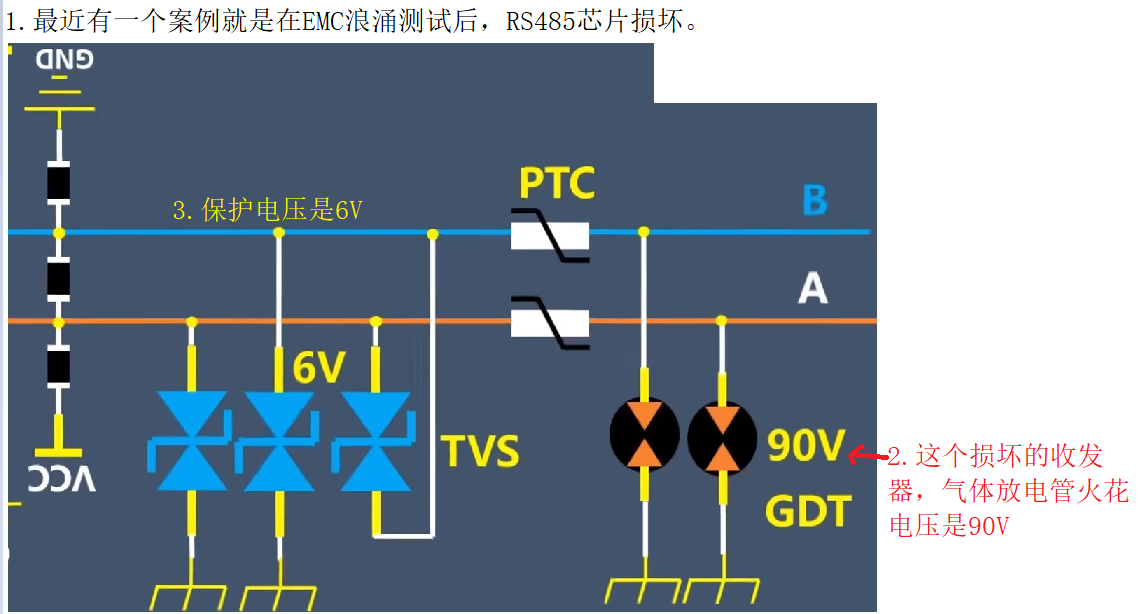 1.最近有一个案例就是在EMC浪涌测试后，RS485芯片损坏。
GND
PTC
B
3.保护电压是6V
A
6V
TVS
90V
2.这个损坏的收发
器，气体放电管火花
电压是90V
VCC
GDT